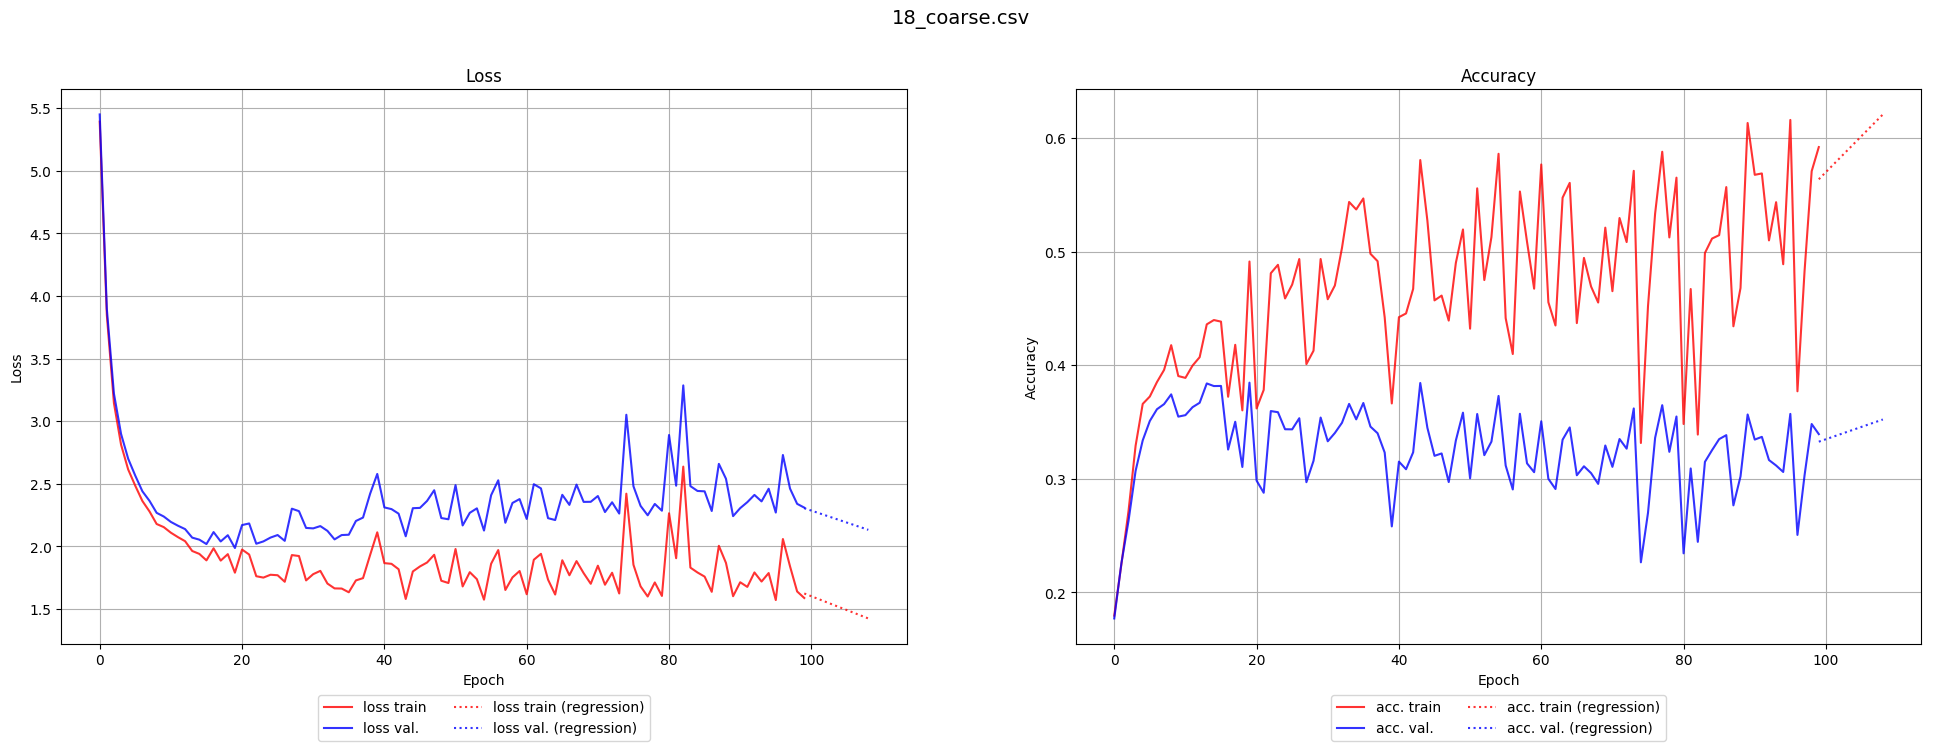 18_coarse.csv
Loss
5.5
5.0
4.5
4.0
3.5
3.0
2.5
2.0
1.5
Loss
0 20 40 60 80 100
Epoch
loss train loss train (regression)
loss val. loss val. (regression)
Accuracy
0.6
0.5
0.4
0.3
0.2
Accuracy
0 20 40 60 80 100
Epoch
acc. train acc. train (regression)
acc. val. acc. val. (regression)